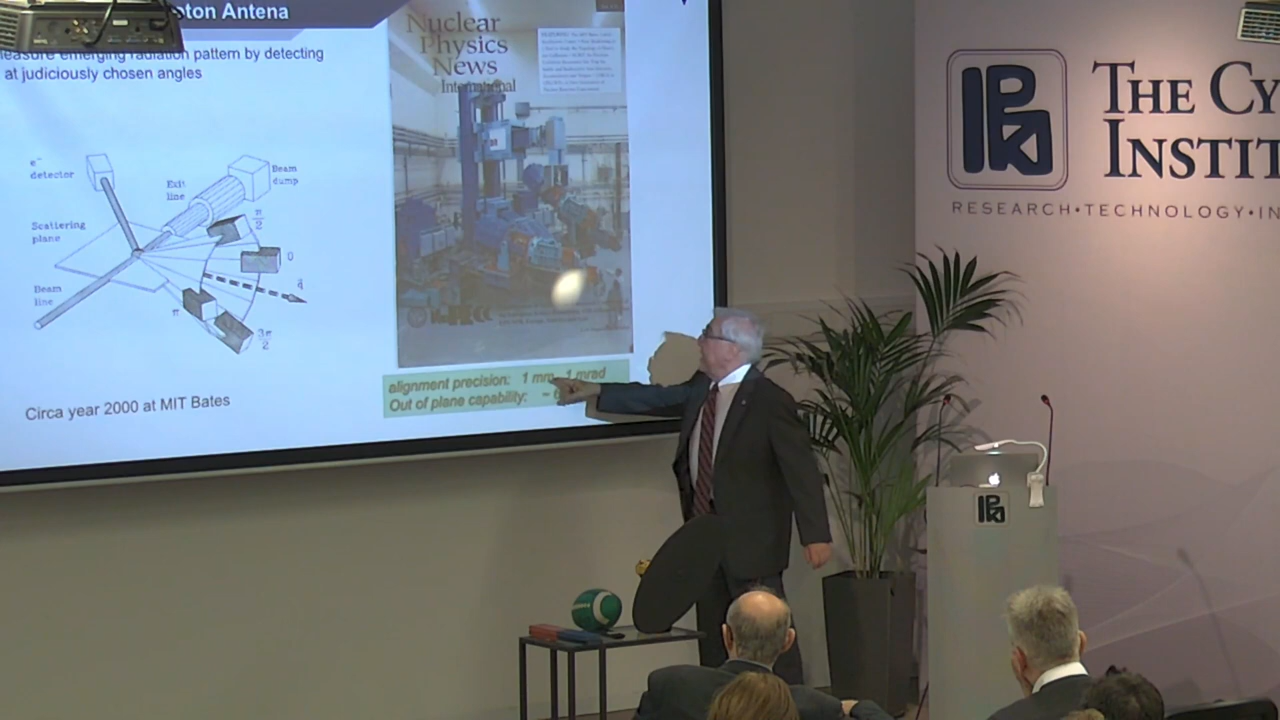 oton Antena
easure emerging radiation pattern by detecting
at judiciously chosen angles
e⁻
detector
Exit
line
Beam
dump
Scattering
plane
Beam
line
π
2
0
q
π
3π
2
Circa year 2000 at MIT Bates
Nuclear
Physics
News
International
alignment precision: 1 mm 1 mrad
Out of plane capability: ~
THE CY
INSTIT
RESEARCH•TECHNOLOGY•IN